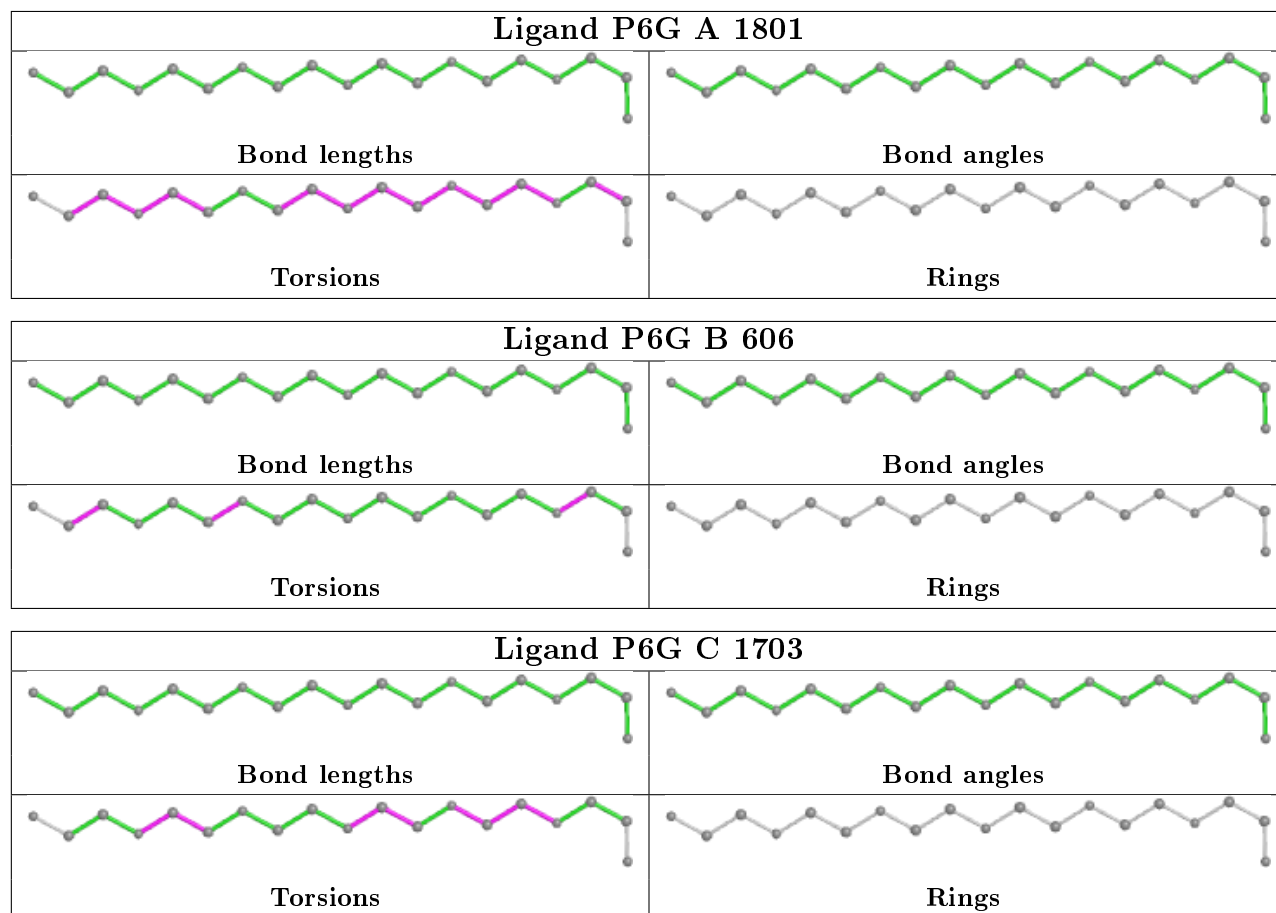 Ligand P6G A 1801
Bond lengths
Bond angles
Torsions
Rings
Ligand P6G B 606
Bond lengths
Bond angles
Torsions
Rings
Ligand P6G C 1703
Bond lengths
Bond angles
Torsions
Rings